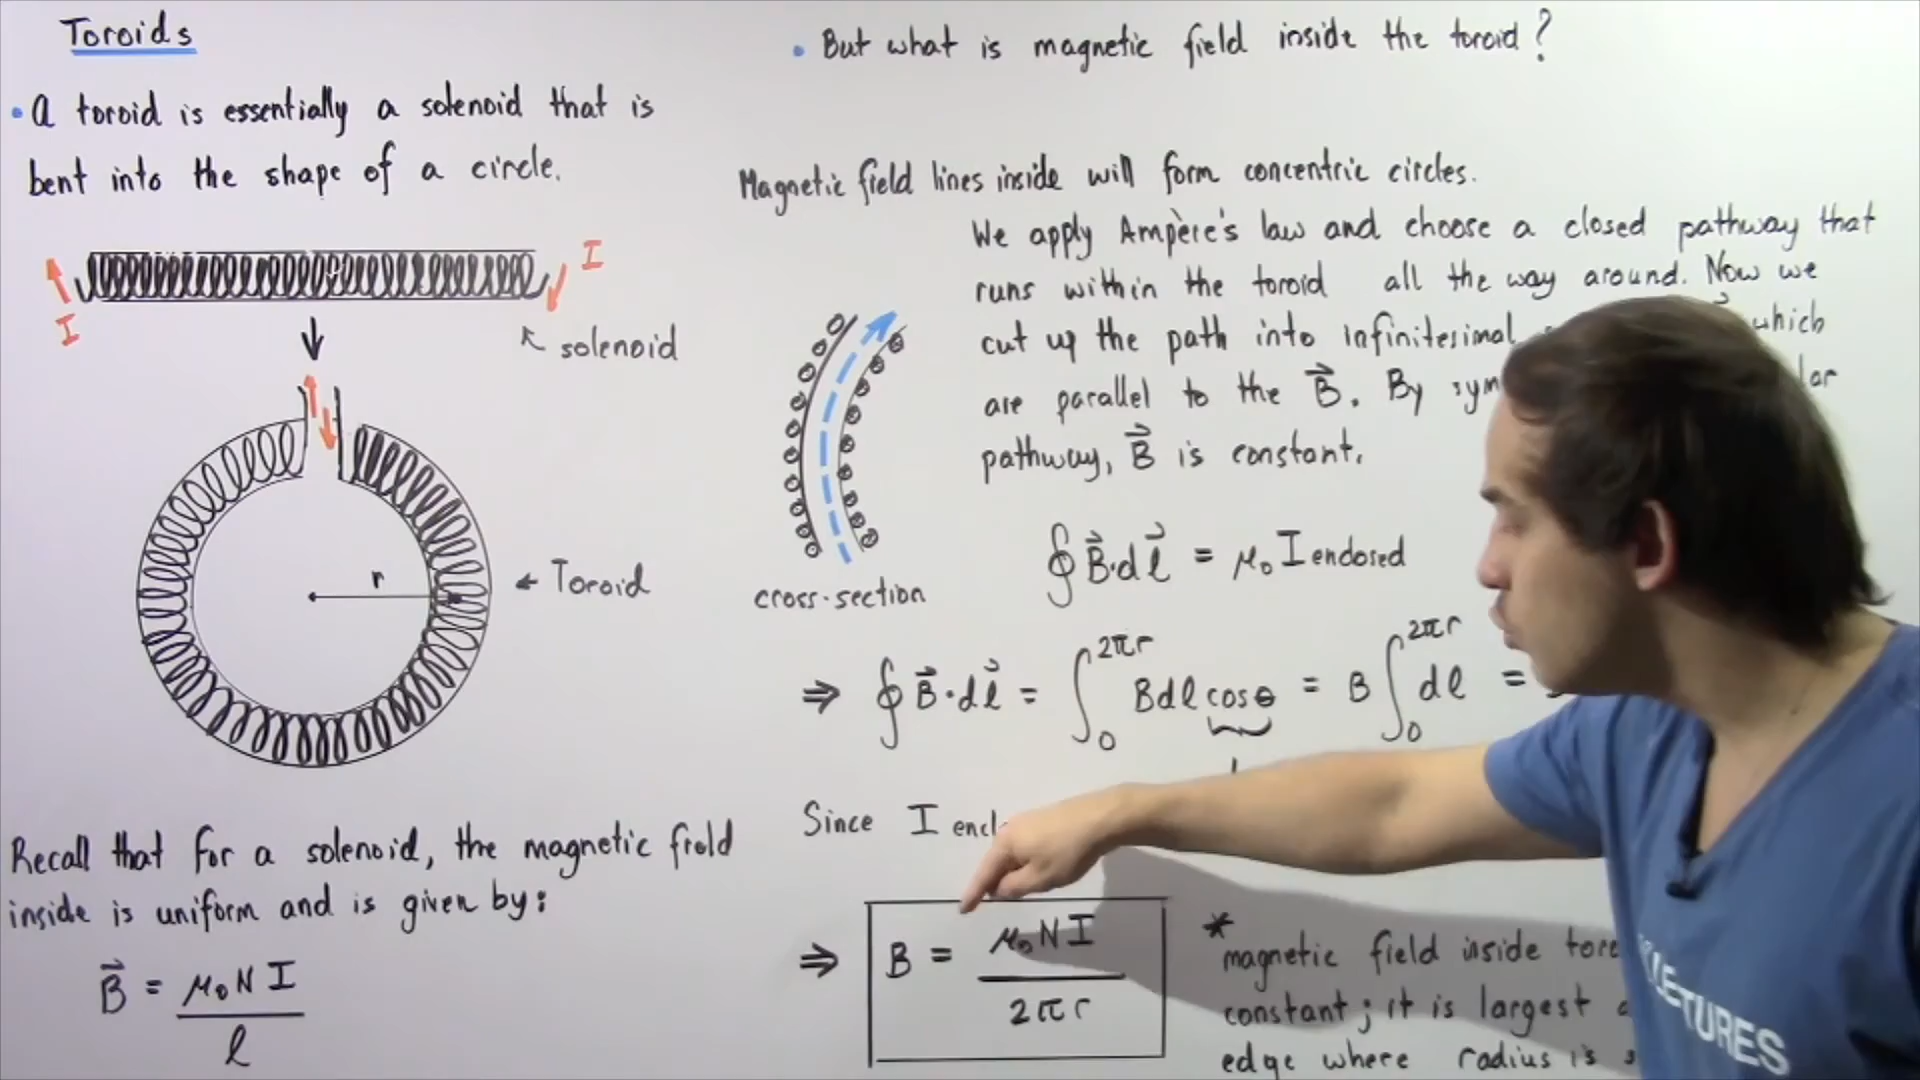 Toroids
• A toroid is essentially a solenoid that is
bent into the shape of a circle.
I
I
solenoid
r
Toroid
Recall that for a solenoid, the magnetic field
inside is uniform and is given by:
B⃗ = μ₀NI / l
• But what is magnetic field inside the toroid?
Magnetic field lines inside will form concentric circles.
We apply Ampère's law and choose a closed pathway that
runs within the toroid all the way around. Now we
cut up the path into infinitesimal which
are parallel to the B⃗. By
pathway, B⃗ is constant.
cross-section
∮B⃗·dl⃗ = μ₀ I enclosed
⇒ ∮B⃗·dl⃗ = ∫₀^2πr Bdl cosθ = B∫₀^2πr dl =
Since I
⇒ B = μ₀NI / 2πr
* magnetic field inside
constant; it is largest
edge where radius is